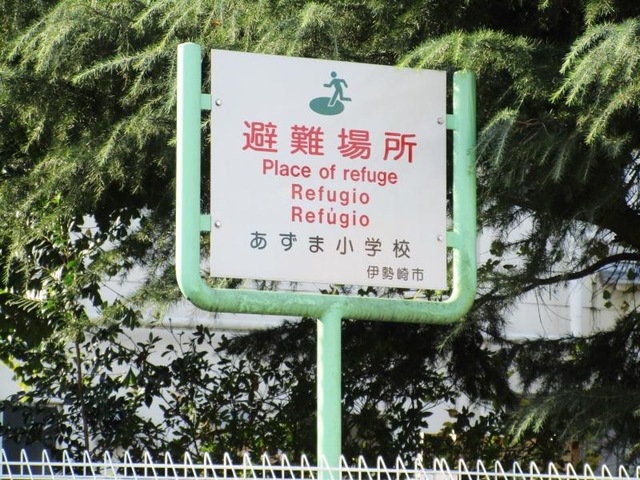 避難場所
Place of refuge
Refugio
Refúgio
あずま小学校
伊勢崎市